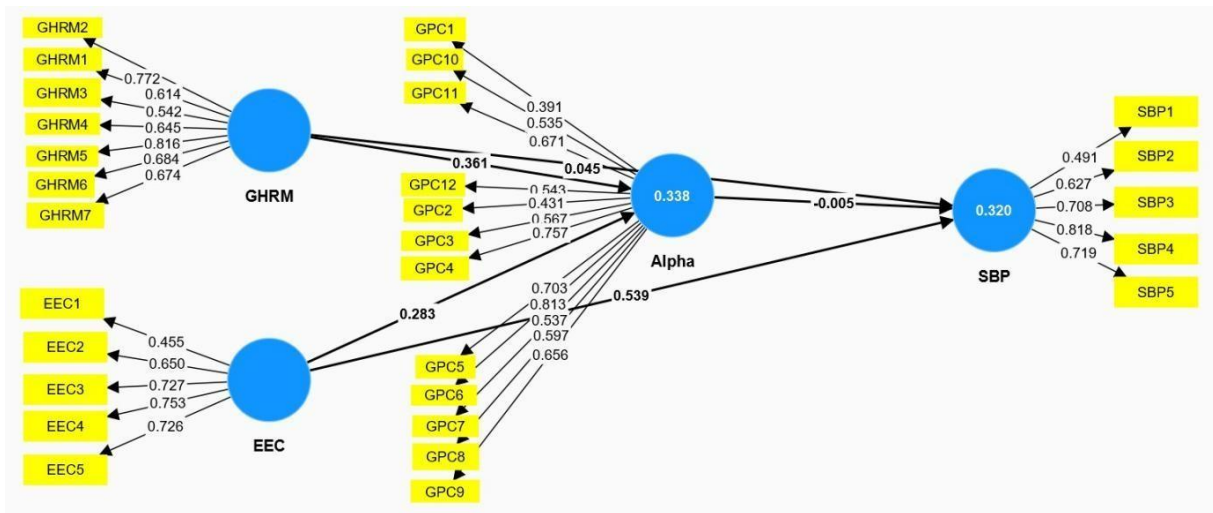 GHRM2
GHRM1
GHRM3
GHRM4
GHRM5
GHRM6
GHRM7
0.772
0.614
0.542
0.645
0.816
0.684
0.674
GHRM
EEC1
EEC2
EEC3
EEC4
EEC5
0.455
0.650
0.727
0.753
0.726
EEC
0.361
0.045
0.283
0.539
-0.005
GPC1
GPC10
GPC11
0.391
0.535
0.671
GPC12
GPC2
GPC3
GPC4
0.543
0.431
0.567
0.757
0.703
0.813
0.537
0.597
0.656
GPC5
GPC6
GPC7
GPC8
GPC9
0.338
Alpha
0.320
SBP
0.491
0.627
0.708
0.818
0.719
SBP1
SBP2
SBP3
SBP4
SBP5